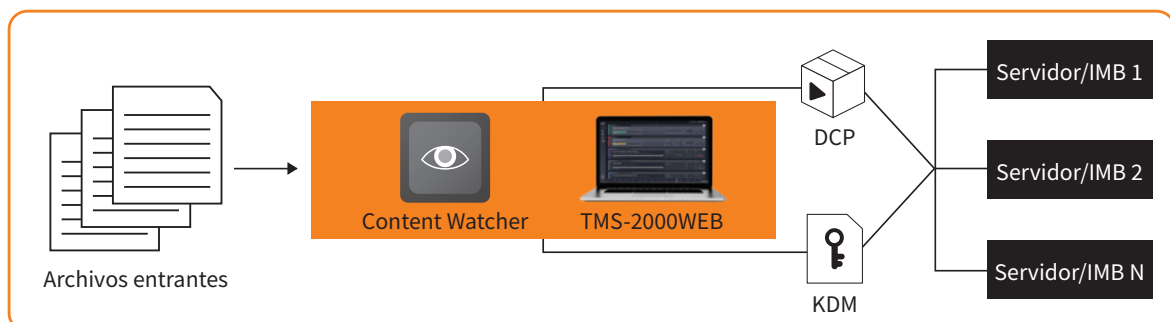 Archivos entrantes
Content Watcher
TMS-2000WEB
DCP
KDM
Servidor/IMB 1
Servidor/IMB 2
Servidor/IMB N